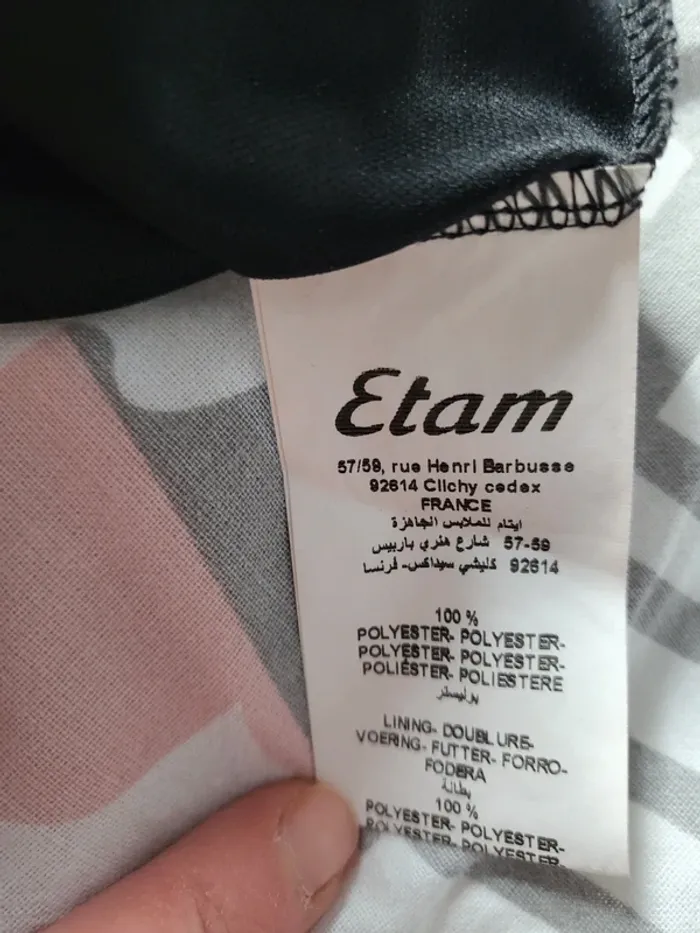 Etam
57/59, rue Henri Barbusse
92614 Clichy cedex
FRANCE
ايتام للملابس الجاهزة
57-59 شارع هنري باربيس
92614 كليشي سيداكس- فرنسا
100 %
POLYESTER- POLYESTER-
POLYESTER- POLYESTER-
POLIÉSTER- POLIESTERE
بوليستر
LINING- DOUBLURE-
VOERING- FUTTER- FORRO-
FODERA
بطانة
100 %
POLYESTER- POLYESTER-
POLYESTER- POLYESTER-